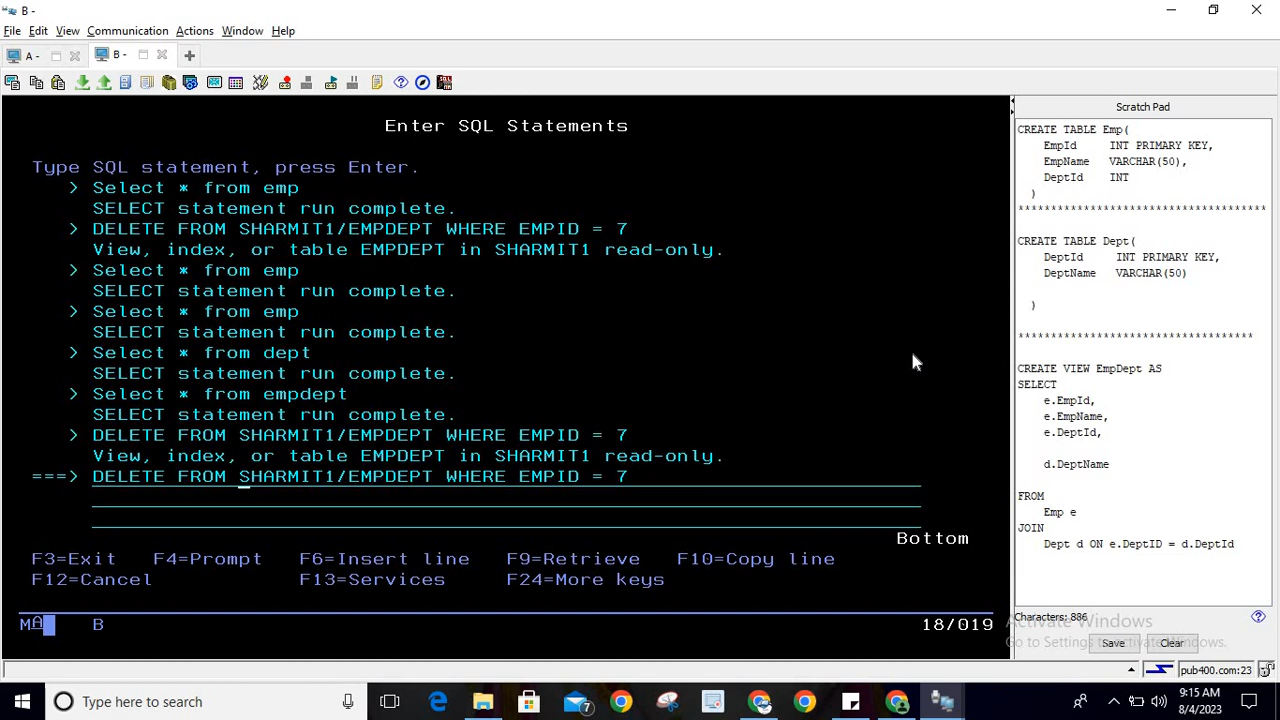 B -
File Edit View Communication Actions Window Help
A - B -
Enter SQL Statements
Type SQL statement, press Enter.
> Select * from emp
SELECT statement run complete.
> DELETE FROM SHARMIT1/EMPDEPT WHERE EMPID = 7
View, index, or table EMPDEPT in SHARMIT1 read-only.
> Select * from emp
SELECT statement run complete.
> Select * from emp
SELECT statement run complete.
> Select * from dept
SELECT statement run complete.
> Select * from empdept
SELECT statement run complete.
> DELETE FROM SHARMIT1/EMPDEPT WHERE EMPID = 7
View, index, or table EMPDEPT in SHARMIT1 read-only.
===> DELETE FROM SHARMIT1/EMPDEPT WHERE EMPID = 7
Bottom
F3=Exit F4=Prompt F6=Insert line F9=Retrieve F10=Copy line
F12=Cancel F13=Services F24=More keys
MA B 18/019
Scratch Pad
CREATE TABLE Emp(
EmpId INT PRIMARY KEY,
EmpName VARCHAR(50),
DeptId INT
)
*************************************
CREATE TABLE Dept(
DeptId INT PRIMARY KEY,
DeptName VARCHAR(50)
)
***********************************
CREATE VIEW EmpDept AS
SELECT
e.EmpId,
e.EmpName,
e.DeptId,
d.DeptName
FROM
Emp e
JOIN
Dept d ON e.DeptID = d.DeptId
Characters: 886
Activate Windows
Go to Settings to activate Windows.
Save Clear
pub400.com:23
Type here to search
7
9:15 AM
8/4/2023